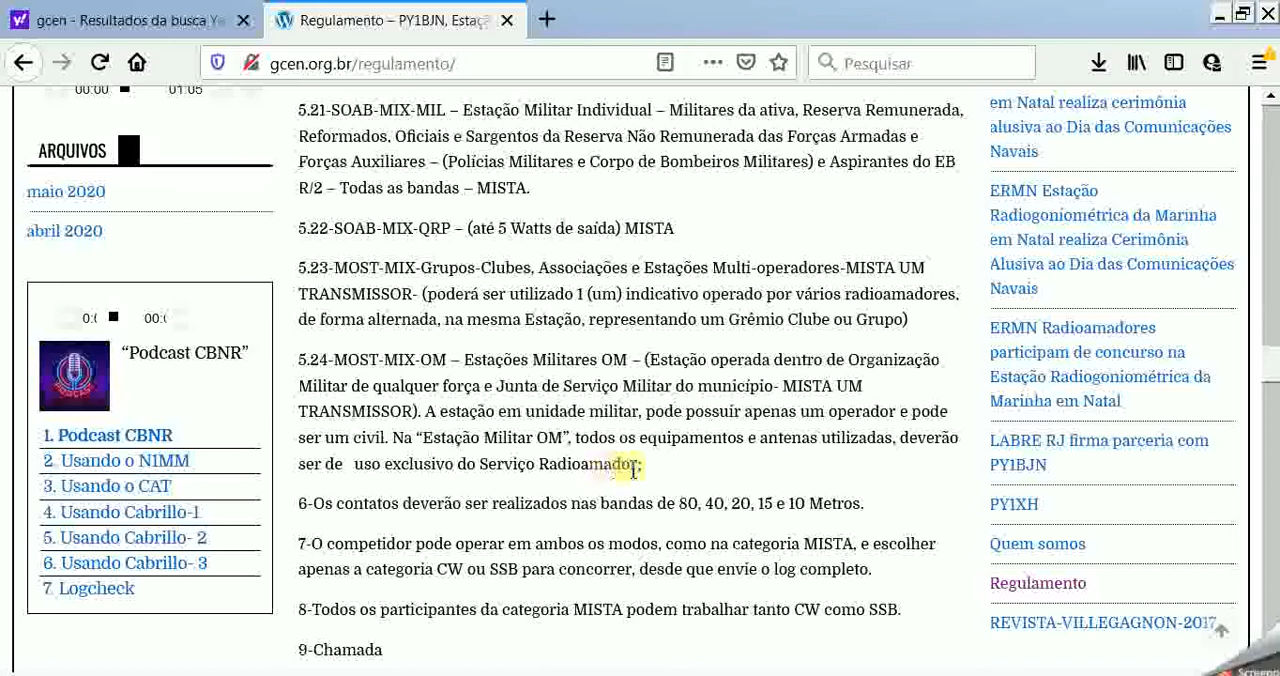 gcen - Resultados da busca Y
Regulamento – PY1BJN, Estaç
gcen.org.br/regulamento/
Pesquisar
00:00
01:05
ARQUIVOS
maio 2020
abril 2020
0:(
00:
"Podcast CBNR"
1. Podcast CBNR
2. Usando o N1MM
3. Usando o CAT
4. Usando Cabrillo-1
5. Usando Cabrillo- 2
6. Usando Cabrillo- 3
7. Logcheck
5.21-SOAB-MIX-MIL – Estação Militar Individual – Militares da ativa, Reserva Remunerada,
Reformados, Oficiais e Sargentos da Reserva Não Remunerada das Forças Armadas e
Forças Auxiliares – (Polícias Militares e Corpo de Bombeiros Militares) e Aspirantes do EB
R/2 – Todas as bandas – MISTA.
5.22-SOAB-MIX-QRP – (até 5 Watts de saída) MISTA
5.23-MOST-MIX-Grupos-Clubes, Associações e Estações Multi-operadores-MISTA UM
TRANSMISSOR- (poderá ser utilizado 1 (um) indicativo operado por vários radioamadores,
de forma alternada, na mesma Estação, representando um Grêmio Clube ou Grupo)
5.24-MOST-MIX-OM – Estações Militares OM – (Estação operada dentro de Organização
Militar de qualquer força e Junta de Serviço Militar do município- MISTA UM
TRANSMISSOR). A estação em unidade militar, pode possuír apenas um operador e pode
ser um civil. Na “Estação Militar OM”, todos os equipamentos e antenas utilizadas, deverão
ser de uso exclusivo do Serviço Radioamador;
6-Os contatos deverão ser realizados nas bandas de 80, 40, 20, 15 e 10 Metros.
7-O competidor pode operar em ambos os modos, como na categoria MISTA, e escolher
apenas a categoria CW ou SSB para concorrer, desde que envie o log completo.
8-Todos os participantes da categoria MISTA podem trabalhar tanto CW como SSB.
9-Chamada
em Natal realiza cerimônia
alusiva ao Dia das Comunicações
Navais
ERMN Estação
Radiogoniométrica da Marinha
em Natal realiza Cerimônia
Alusiva ao Dia das Comunicações
Navais
ERMN Radioamadores
participam de concurso na
Estação Radiogoniométrica da
Marinha em Natal
LABRE RJ firma parceria com
PY1BJN
PY1XH
Quem somos
Regulamento
REVISTA-VILLEGAGNON-2017